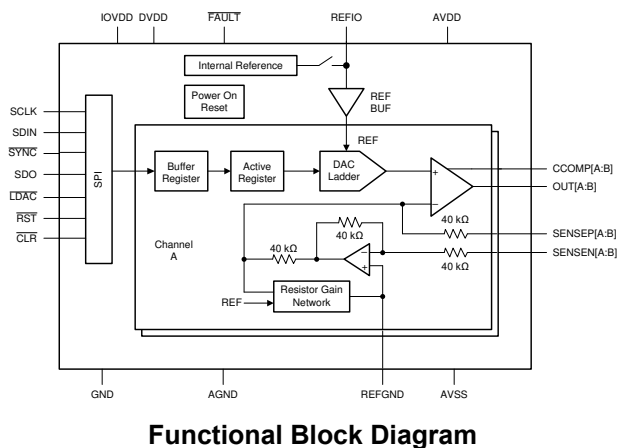 IOVDD DVDD FAULT REFIO AVDD
Internal Reference
Power On
Reset
REF
BUF
REF
SCLK
SDIN
SYNC
SDO
LDAC
RST
CLR
SPI
Buffer
Register
Active
Register
DAC
Ladder
+
–
CCOMP[A:B]
OUT[A:B]
40 kΩ
SENSEP[A:B]
40 kΩ
SENSEN[A:B]
40 kΩ
40 kΩ
–
+
Channel
A
REF
Resistor Gain
Network
GND AGND REFGND AVSS
Functional Block Diagram